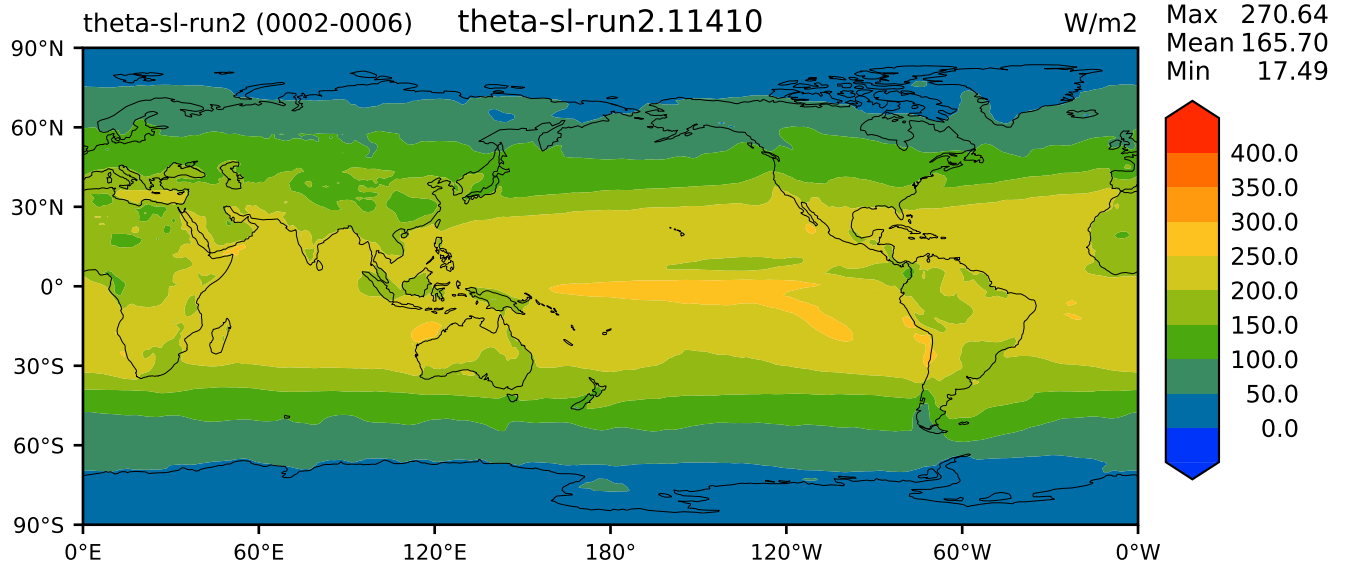 theta-sl-run2 (0002-0006) theta-sl-run2.11410 W/m2
Max 270.64
Mean 165.70
Min 17.49
90°N
60°N
30°N
0°
30°S
60°S
90°S
0°E 60°E 120°E 180° 120°W 60°W 0°W
400.0
350.0
300.0
250.0
200.0
150.0
100.0
50.0
0.0